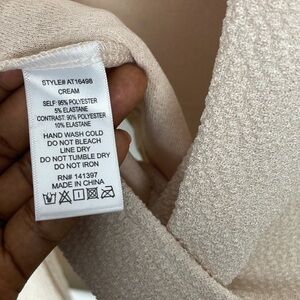 STYLE# AT16498
CREAM
SELF: 95% POLYESTER
5% ELASTANE
CONTRAST: 90% POLYESTER
10% ELASTANE
HAND WASH COLD
DO NOT BLEACH
LINE DRY
DO NOT TUMBLE DRY
DO NOT IRON
RN# 141397
MADE IN CHINA